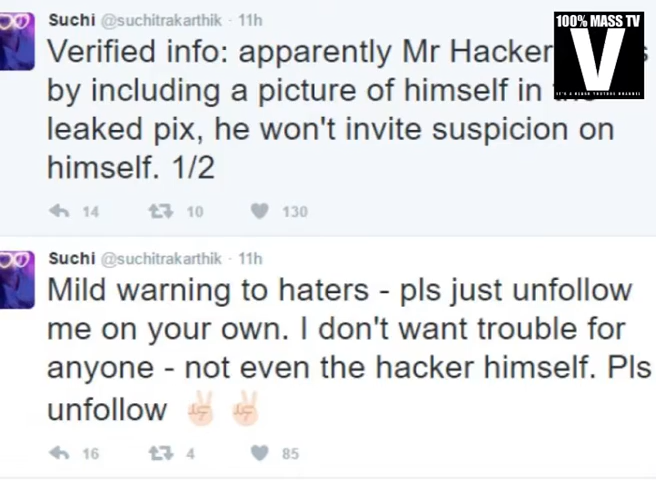 Suchi @suchitrakarthik · 11h
100% MASS TV
Verified info: apparently Mr Hacker
V
by including a picture of himself in the
leaked pix, he won't invite suspicion on
himself. 1/2
14 10 130
Suchi @suchitrakarthik · 11h
Mild warning to haters - pls just unfollow
me on your own. I don't want trouble for
anyone - not even the hacker himself. Pls
unfollow ✌✌
16 4 85